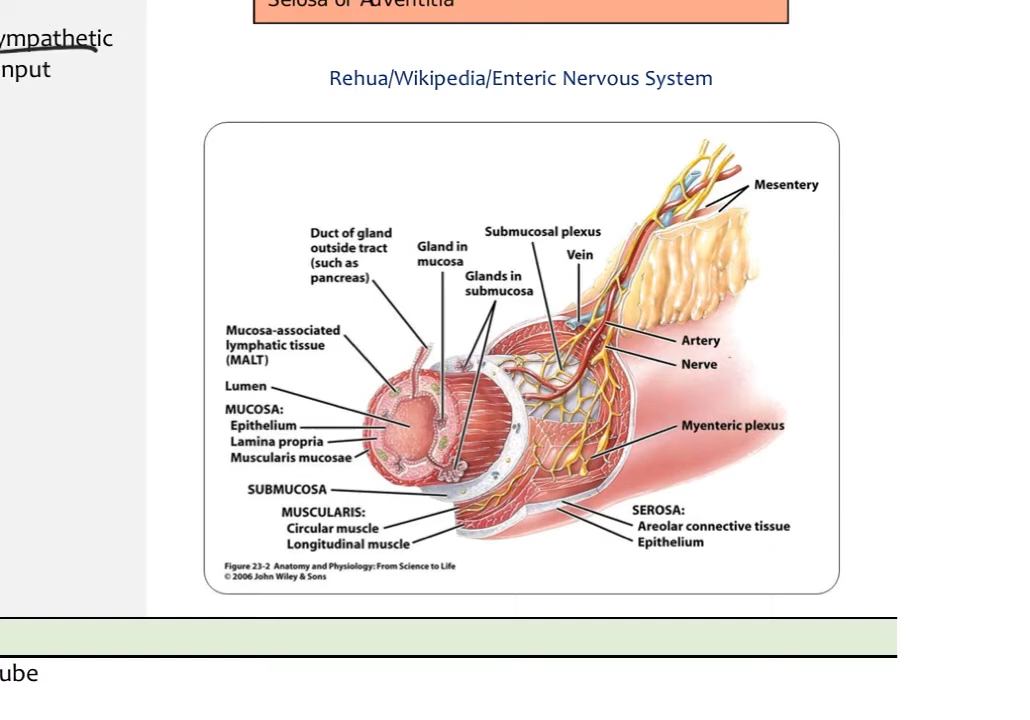 Serosa or Adventitia
ympathetic
nput
Rehua/Wikipedia/Enteric Nervous System
Mesentery
Duct of gland
outside tract
(such as
pancreas)
Gland in
mucosa
Submucosal plexus
Vein
Glands in
submucosa
Mucosa-associated
lymphatic tissue
(MALT)
Artery
Nerve
Lumen
MUCOSA:
Epithelium
Lamina propria
Muscularis mucosae
Myenteric plexus
SUBMUCOSA
MUSCULARIS:
Circular muscle
Longitudinal muscle
SEROSA:
Areolar connective tissue
Epithelium
Figure 23-2 Anatomy and Physiology: From Science to Life
© 2006 John Wiley & Sons
ube